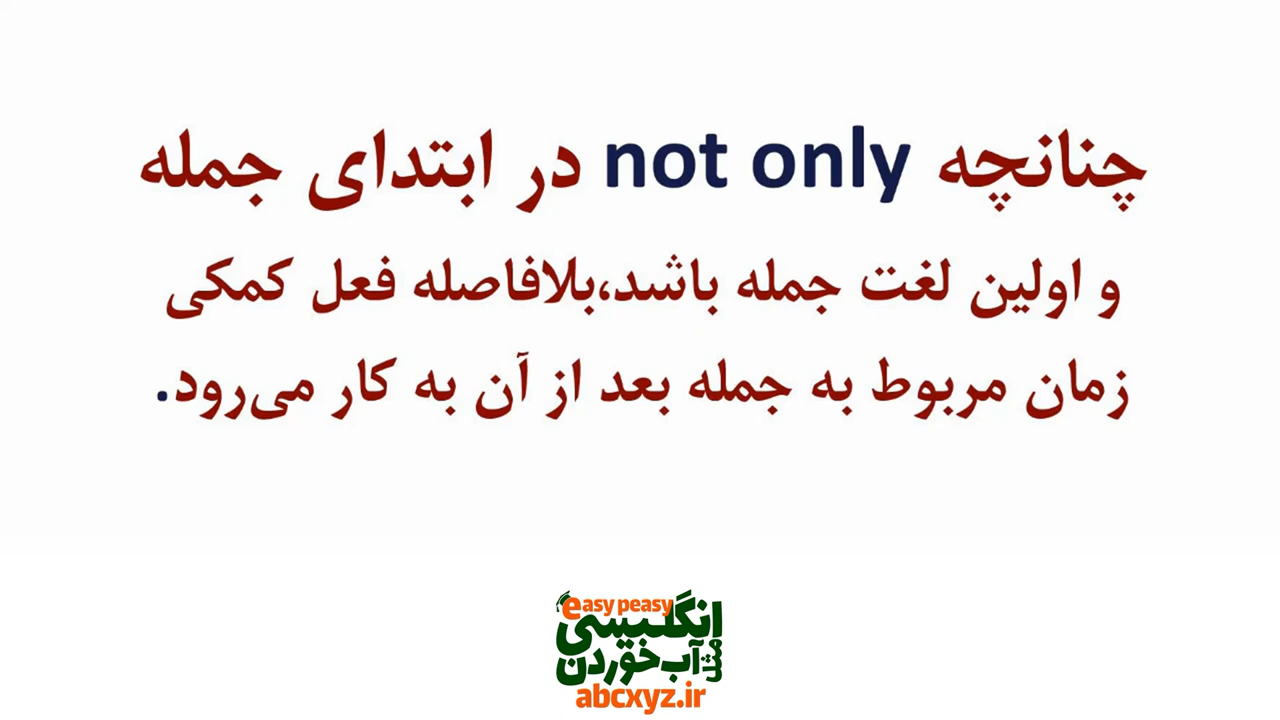 چنانچه not only در ابتدای جمله
و اولین لغت جمله باشد،بلافاصله فعل کمکی
زمان مربوط به جمله بعد از آن به کار می‌رود.
easy peasy
انگلیسی
مثل آب خوردن
abcxyz.ir